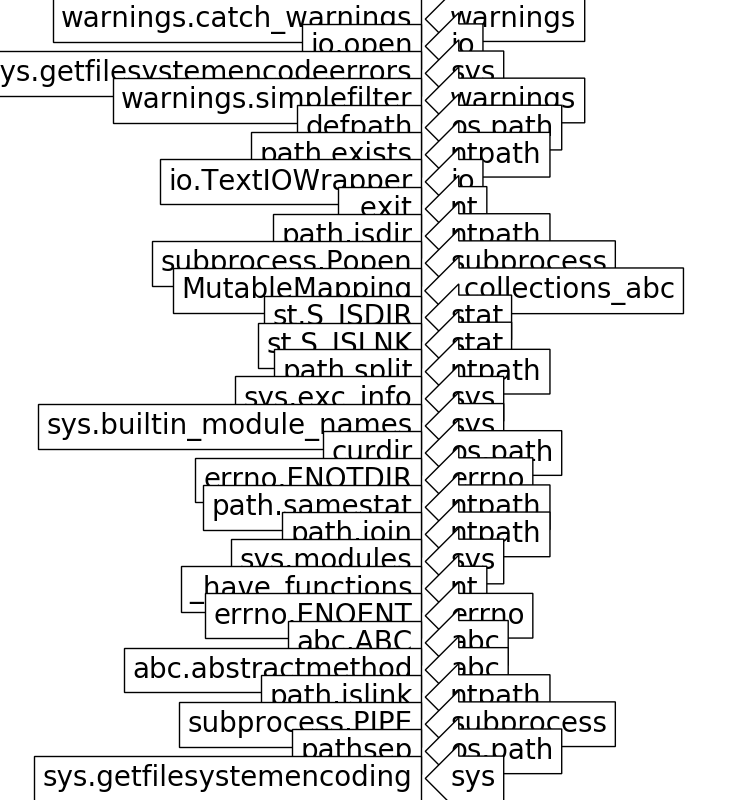 warnings.catch_warnings warnings
io.open io
ys.getfilesystemencodeerrors sys
warnings.simplefilter warnings
defpath os.path
path.exists ntpath
io.TextIOWrapper io
exit nt
path.isdir ntpath
subprocess.Popen subprocess
MutableMapping _collections_abc
st.S_ISDIR stat
st.S_ISLNK stat
path.split ntpath
sys.exc_info sys
sys.builtin_module_names sys
curdir os.path
errno.ENOTDIR errno
path.samestat ntpath
path.join ntpath
sys.modules sys
_have_functions nt
errno.ENOENT errno
abc.ABC abc
abc.abstractmethod abc
path.islink ntpath
subprocess.PIPE subprocess
pathsep os.path
sys.getfilesystemencoding sys